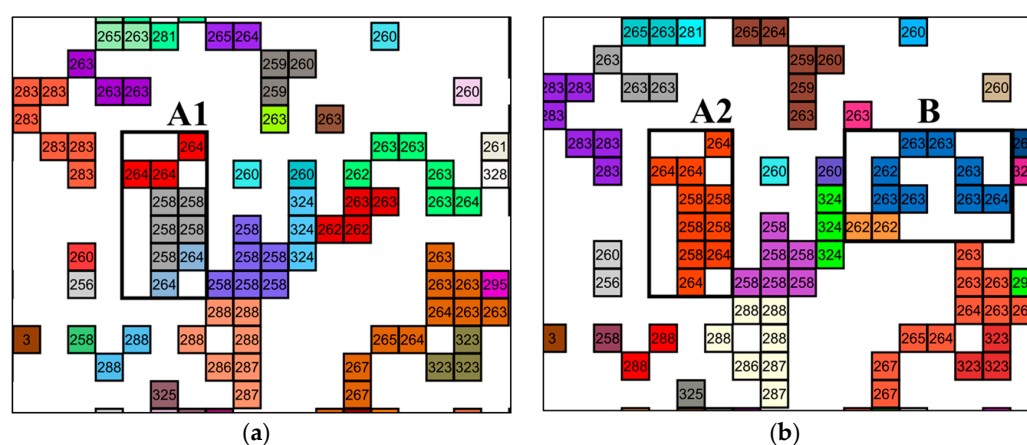 265 263 281 265 264 260
263 259 260
283 283 263 263 259 260
A1
283 263 263
283 283 264 263 263 261
283 264 264 260 260 262 263 328
258 258 324 263 263 263 264
258 258 258 324 262 262
260 258 264 258 258 324 263
256 264 258 258 258 263 263 295
288 288 264 263 263
3 258 288 288 288 265 264 323
288 286 287 267 323 323
325 287 267
(a)
265 263 281 265 264 260
263 259 260
283 283 263 263 259 260
A2 B
283 263 263
283 283 264 263 263
283 264 264 260 260 262 263
258 258 324 263 263 263 264
258 258 258 324 262 262
260 258 264 258 258 324 263
256 264 258 258 258 263 263
288 288 264 263
3 258 288 288 288 265 264 323
288 286 287 267 323 323
325 287 267
(b)